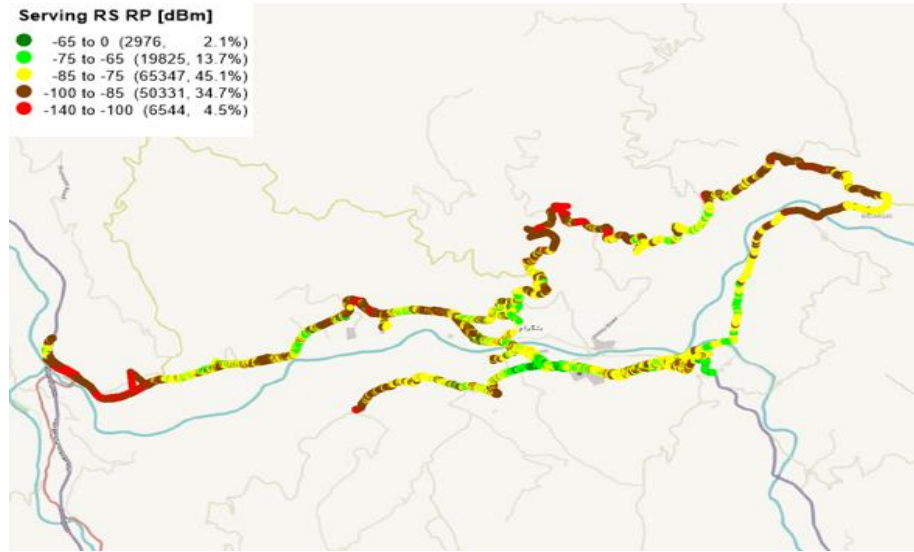 Serving RS RP [dBm]
-65 to 0 (2976, 2.1%)
-75 to -65 (19825, 13.7%)
-85 to -75 (65347, 45.1%)
-100 to -85 (50331, 34.7%)
-140 to -100 (6544, 4.5%)